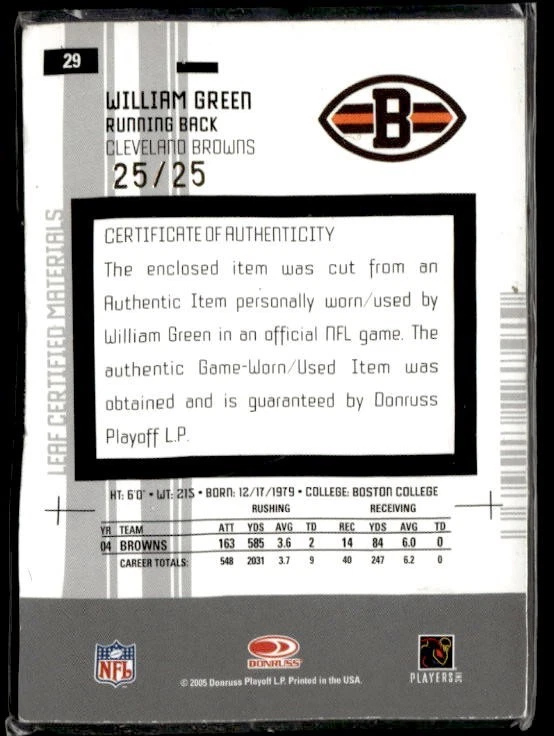 29
WILLIAM GREEN
RUNNING BACK
CLEVELAND BROWNS
25/25
B
LEAF CERTIFIED MATERIALS
CERTIFICATE OF AUTHENTICITY
The enclosed item was cut from an
Authentic Item personally worn/used by
William Green in an official NFL game. The
authentic Game-Worn/Used Item was
obtained and is guaranteed by Donruss
Playoff L.P.
HT: 6'0" • WT: 215 • BORN: 12/17/1979 • COLLEGE: BOSTON COLLEGE
RUSHING RECEIVING
YR TEAM ATT YDS AVG TD REC YDS AVG TD
04 BROWNS 163 585 3.6 2 14 84 6.0 0
CAREER TOTALS: 548 2031 3.7 9 40 247 6.2 0
NFL
DONRUSS
PLAYERS INC
© 2005 Donruss Playoff L.P. Printed in the USA.